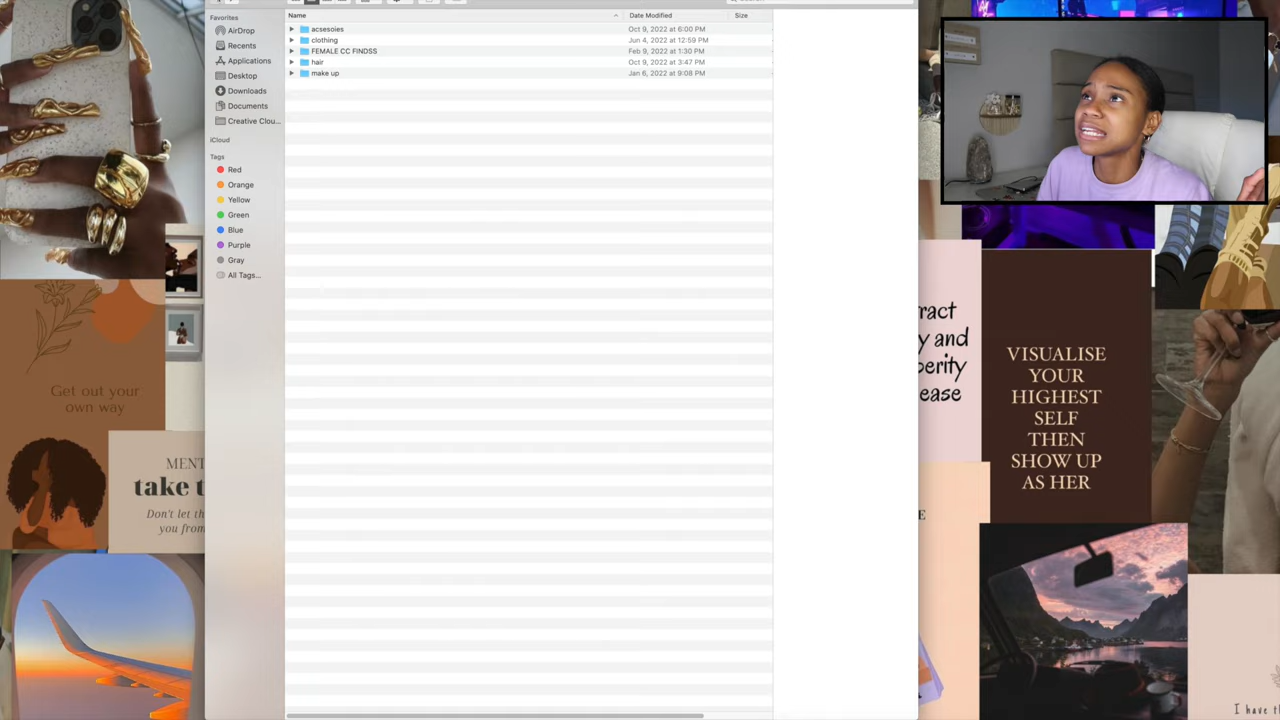 Favorites
AirDrop
Recents
Applications
Desktop
Downloads
Documents
Creative Clou...
iCloud
Tags
Red
Orange
Yellow
Green
Blue
Purple
Gray
All Tags...
Name
Date Modified
Size
acsesoies
Oct 9, 2022 at 6:00 PM
clothing
Jun 4, 2022 at 12:59 PM
FEMALE CC FINDSS
Feb 9, 2022 at 1:30 PM
hair
Oct 9, 2022 at 3:47 PM
make up
Jan 6, 2022 at 9:08 PM
Get out your
own way
MENT
take t
Don't let th
you from
ract
y and
perity
ease
E
VISUALISE
YOUR
HIGHEST
SELF
THEN
SHOW UP
AS HER
I have t